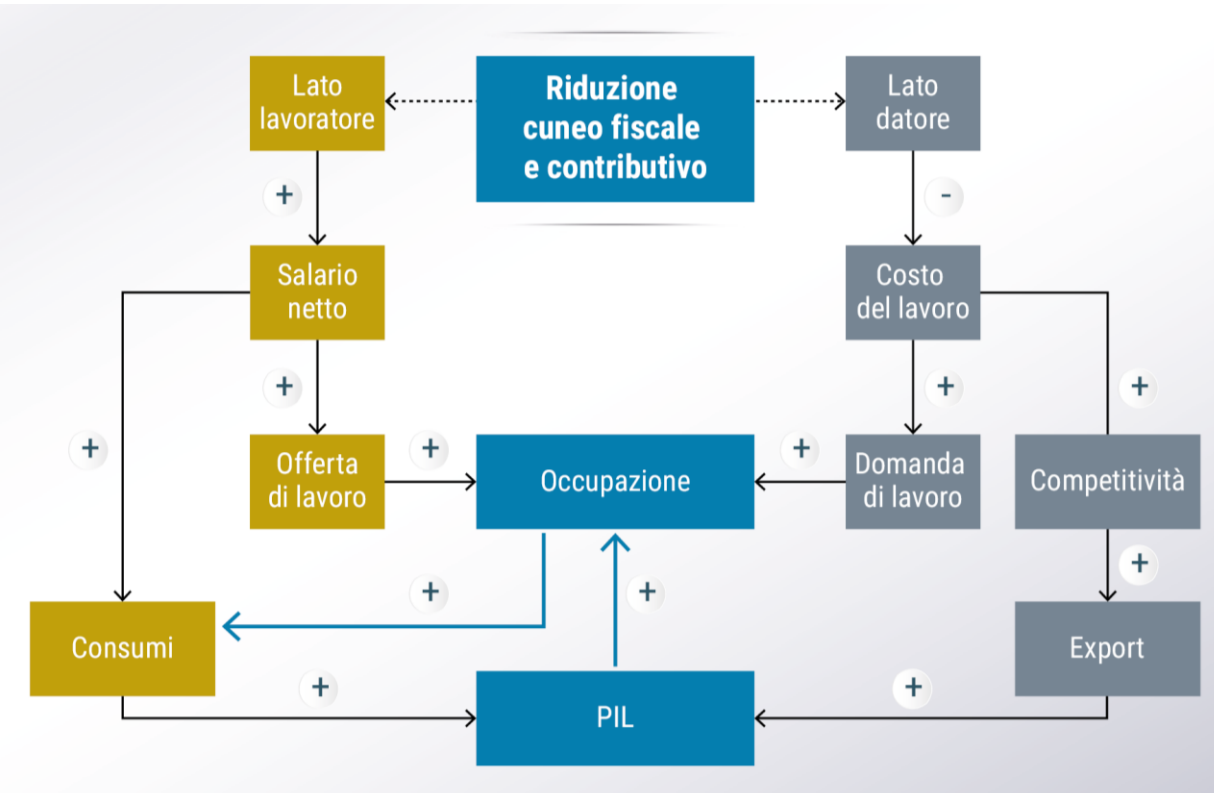 Lato
lavoratore
Riduzione
cuneo fiscale
e contributivo
Lato
datore
+
-
Salario
netto
Costo
del lavoro
+
+
+
+
+
+
Offerta
di lavoro
Occupazione
Domanda
di lavoro
Competitività
+
+
+
Consumi
Export
+
+
PIL